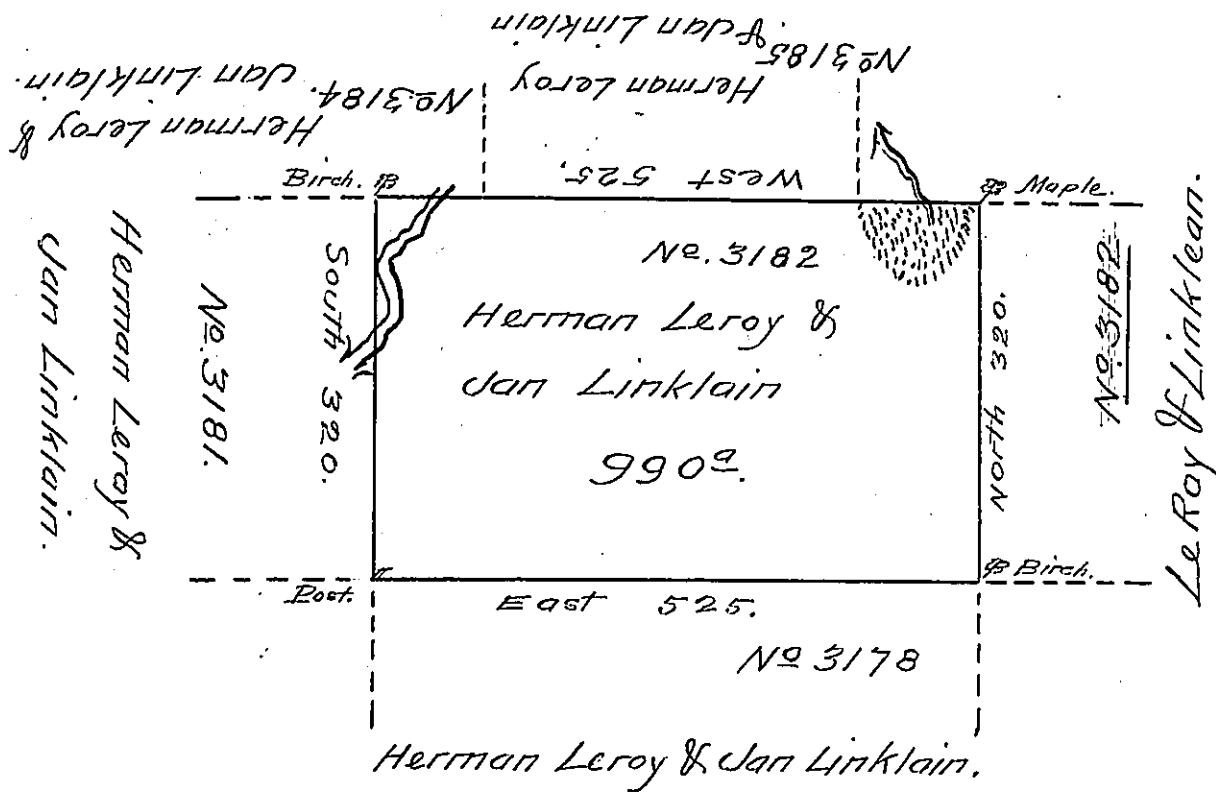 Herman Leroy &
Jan Linklain.
No 3184.
Herman Leroy
& Jan Linklain
No 3185
Birch.
West 525.
Maple.
Herman Leroy &
Jan Linklain.
No. 3181.
South 320.
No. 3182
Herman Leroy &
Jan Linklain
990a.
North 320.
No. 3182
LeRoy & Linklean.
Post.
East 525.
Birch.
No 3178
Herman Leroy & Jan Linklain.